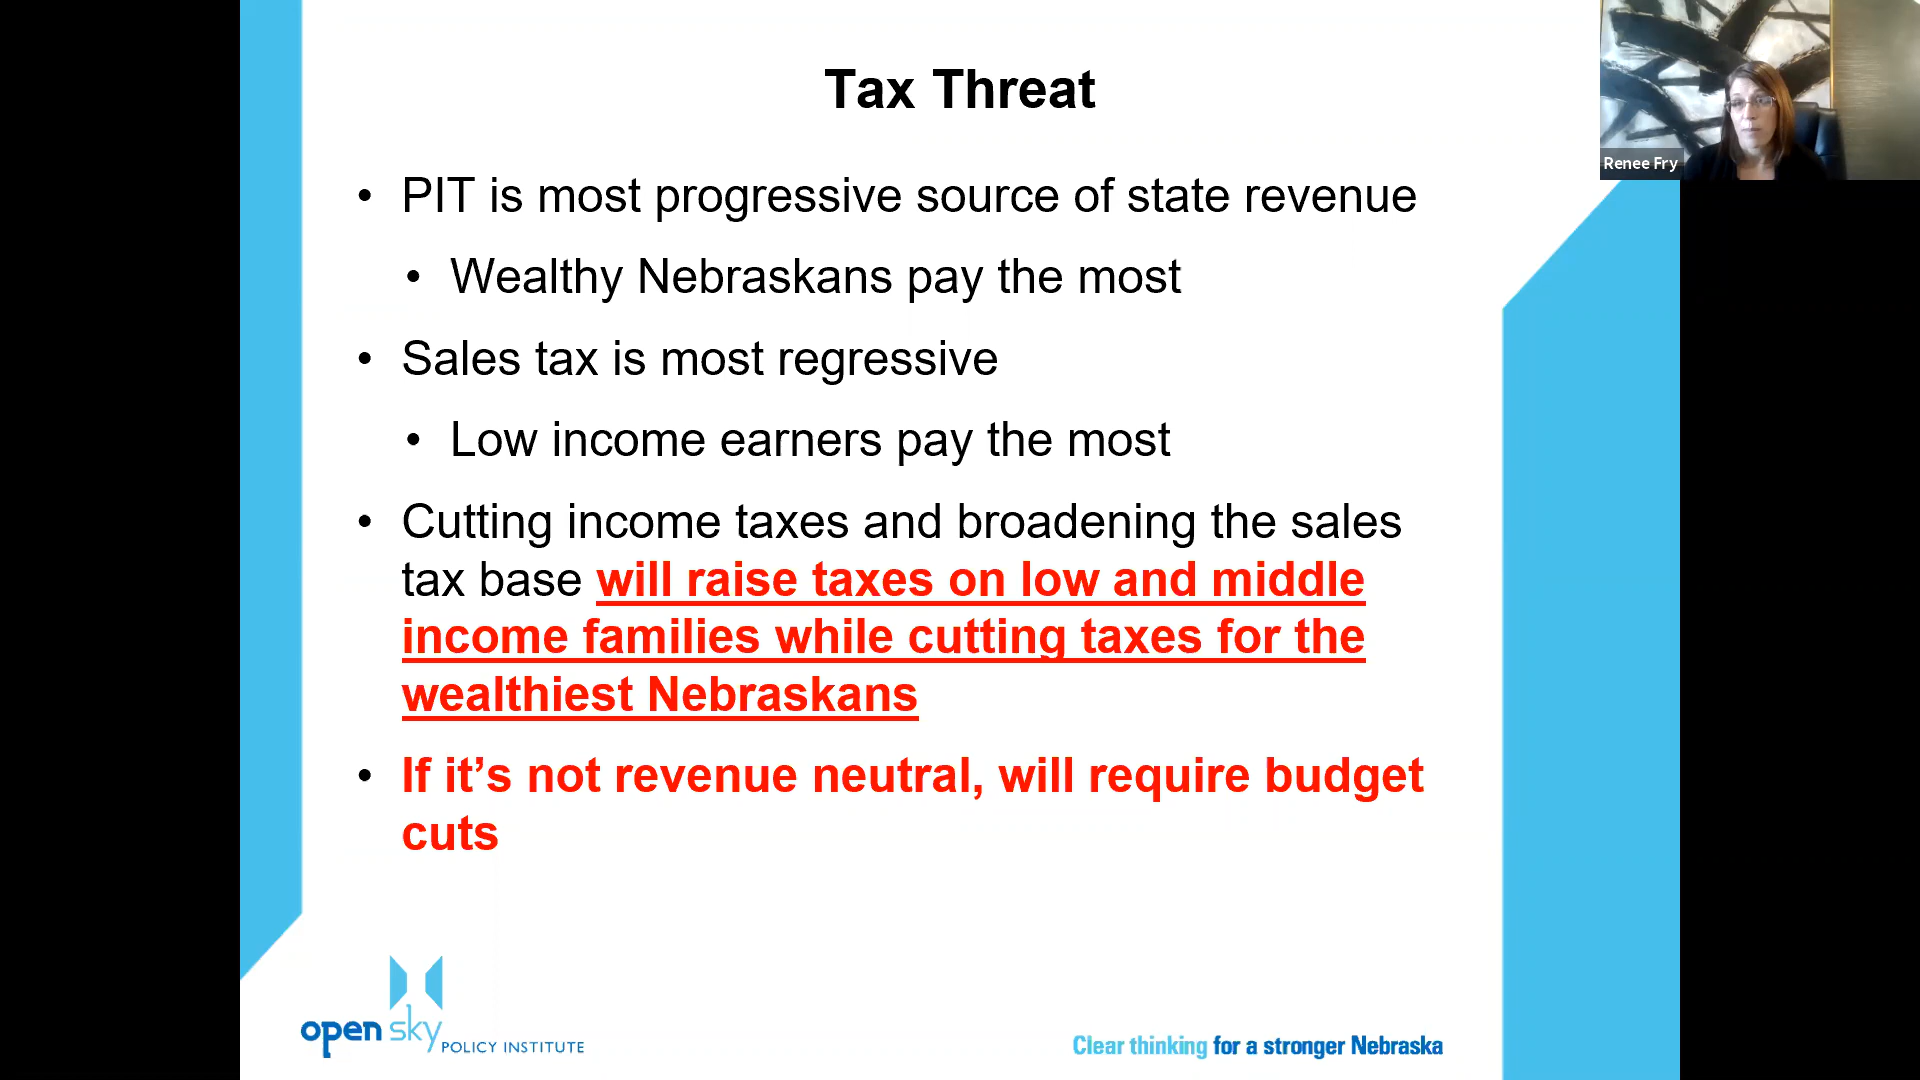 Tax Threat
Renee Fry
• PIT is most progressive source of state revenue
• Wealthy Nebraskans pay the most
• Sales tax is most regressive
• Low income earners pay the most
• Cutting income taxes and broadening the sales
tax base will raise taxes on low and middle
income families while cutting taxes for the
wealthiest Nebraskans
• If it’s not revenue neutral, will require budget
cuts
open sky
POLICY INSTITUTE
Clear thinking for a stronger Nebraska